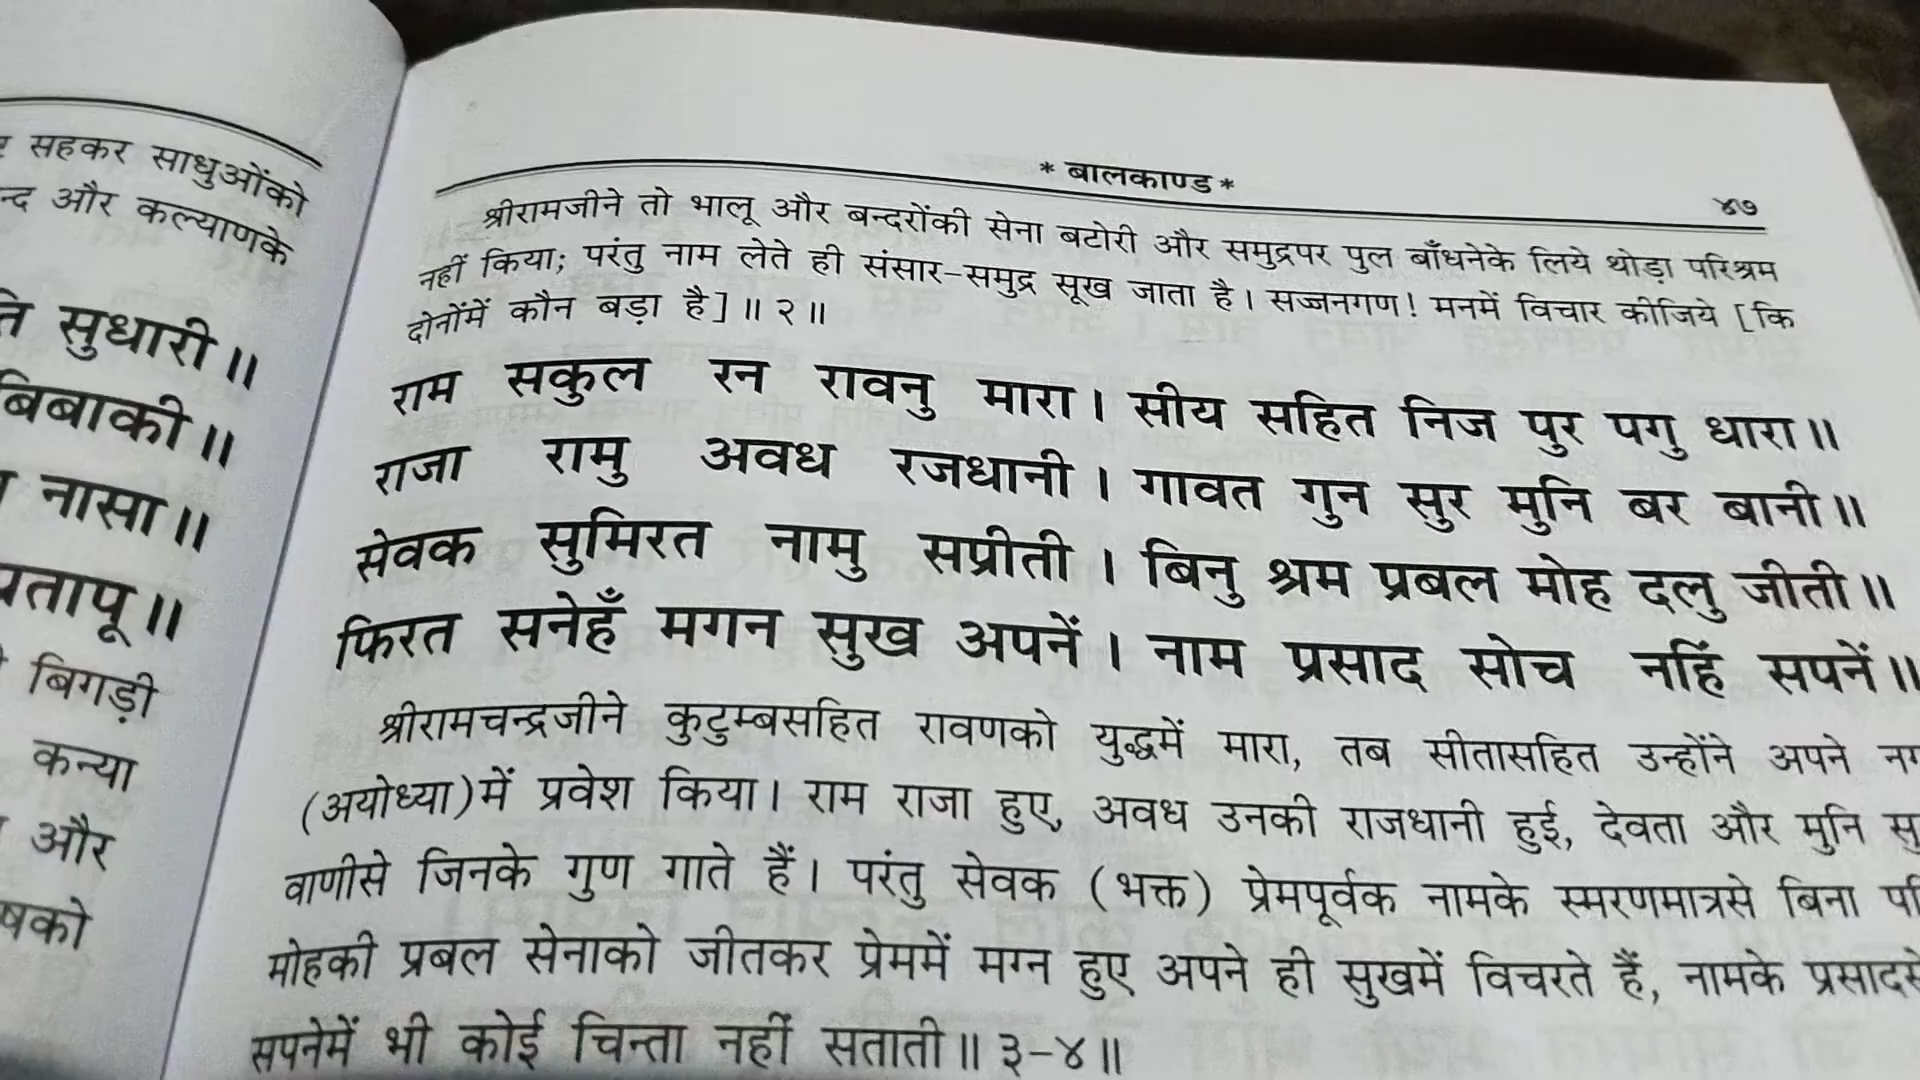 सहकर साधुओंको
और कल्याणके
सुधारी॥
नासा॥
बिगड़ी
कन्या
और
* बालकाण्ड *
४७
श्रीरामजीने तो भालू और बन्दरोंकी सेना बटोरी और समुद्रपर पुल बाँधनेके लिये थोड़ा परिश्रम
नहीं किया; परंतु नाम लेते ही संसार-समुद्र सूख जाता है। सज्जनगण! मनमें विचार कीजिये [कि
दोनोंमें कौन बड़ा है]॥ २॥
राम सकुल रन रावनु मारा। सीय सहित निज पुर पगु धारा॥
राजा रामु अवध रजधानी। गावत गुन सुर मुनि बर बानी॥
सेवक सुमिरत नामु सप्रीती। बिनु श्रम प्रबल मोह दलु जीती॥
फिरत सनेहँ मगन सुख अपनें। नाम प्रसाद सोच नहिं सपनें॥
श्रीरामचन्द्रजीने कुटुम्बसहित रावणको युद्धमें मारा, तब सीतासहित उन्होंने अपने
(अयोध्या)में प्रवेश किया। राम राजा हुए, अवध उनकी राजधानी हुई, देवता और मुनि
वाणीसे जिनके गुण गाते हैं। परंतु सेवक (भक्त) प्रेमपूर्वक नामके स्मरणमात्रसे बिना
मोहकी प्रबल सेनाको जीतकर प्रेममें मग्न हुए अपने ही सुखमें विचरते हैं, नामके प्रसादसे
सपनेमें भी कोई चिन्ता नहीं सताती॥ ३-४॥